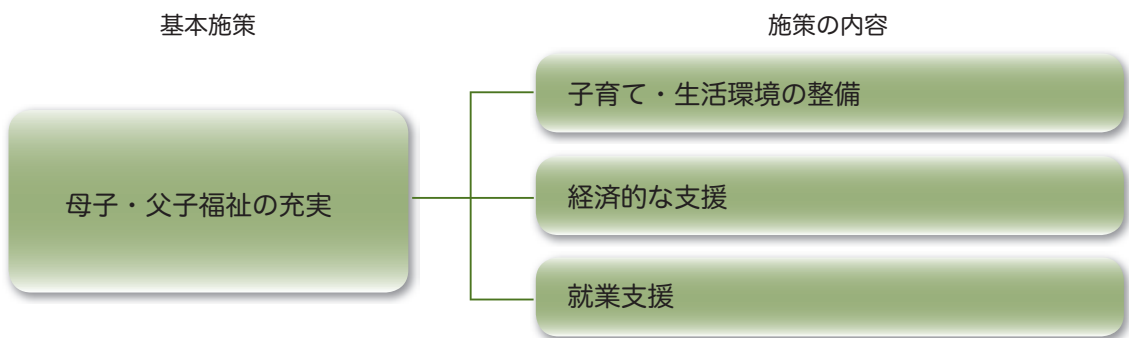 基本施策
施策の内容
母子・父子福祉の充実
子育て・生活環境の整備
経済的な支援
就業支援